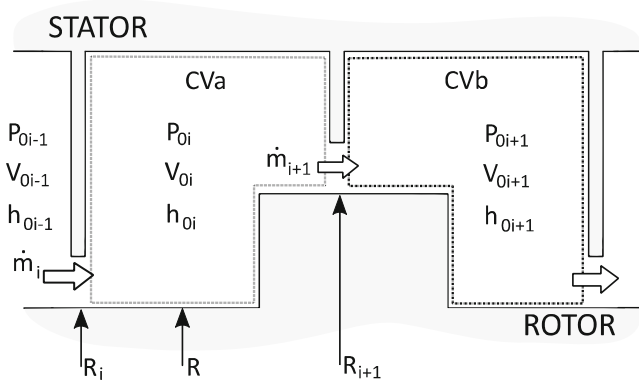 STATOR
CVa
CVb
P₀ᵢ₋₁
P₀ᵢ
P₀ᵢ₊₁
ṁᵢ₊₁
V₀ᵢ₋₁
V₀ᵢ
V₀ᵢ₊₁
h₀ᵢ₋₁
h₀ᵢ
h₀ᵢ₊₁
ṁᵢ
ROTOR
Rᵢ
R
Rᵢ₊₁